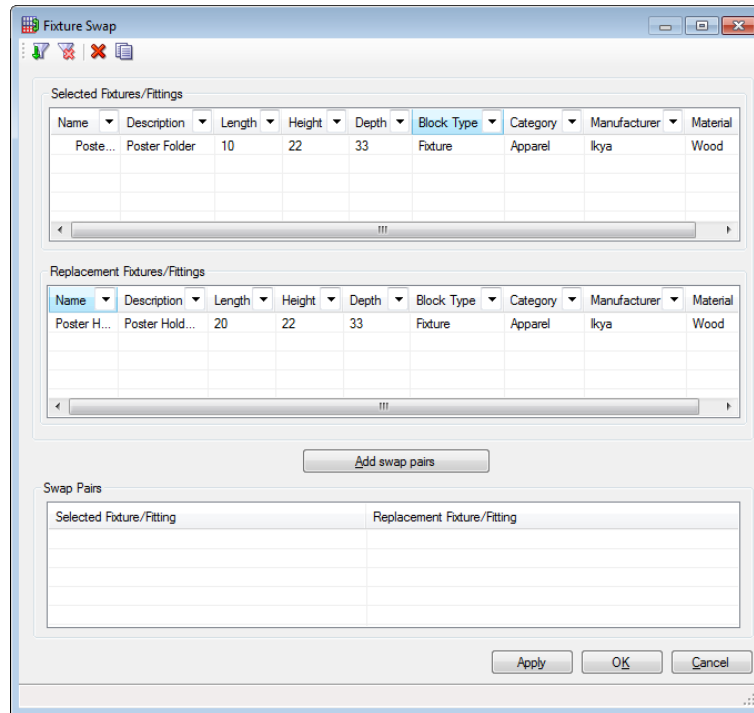 Fixture Swap
Selected Fixtures/Fittings
Name Description Length Height Depth Block Type Category Manufacturer Material
Poste... Poster Folder 10 22 33 Fixture Apparel Ikya Wood
Replacement Fixtures/Fittings
Name Description Length Height Depth Block Type Category Manufacturer Material
Poster H... Poster Hold... 20 22 33 Fixture Apparel Ikya Wood
Add swap pairs
Swap Pairs
Selected Fixture/Fitting Replacement Fixture/Fitting
Apply OK Cancel